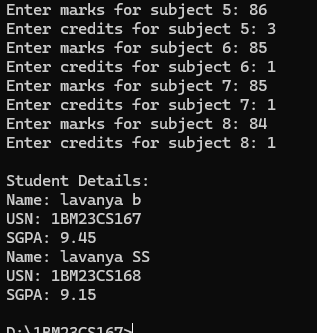 Enter marks for subject 5: 86
Enter credits for subject 5: 3
Enter marks for subject 6: 85
Enter credits for subject 6: 1
Enter marks for subject 7: 85
Enter credits for subject 7: 1
Enter marks for subject 8: 84
Enter credits for subject 8: 1

Student Details:
Name: lavanya b
USN: 1BM23CS167
SGPA: 9.45
Name: lavanya SS
USN: 1BM23CS168
SGPA: 9.15

D:\1BM23CS167>